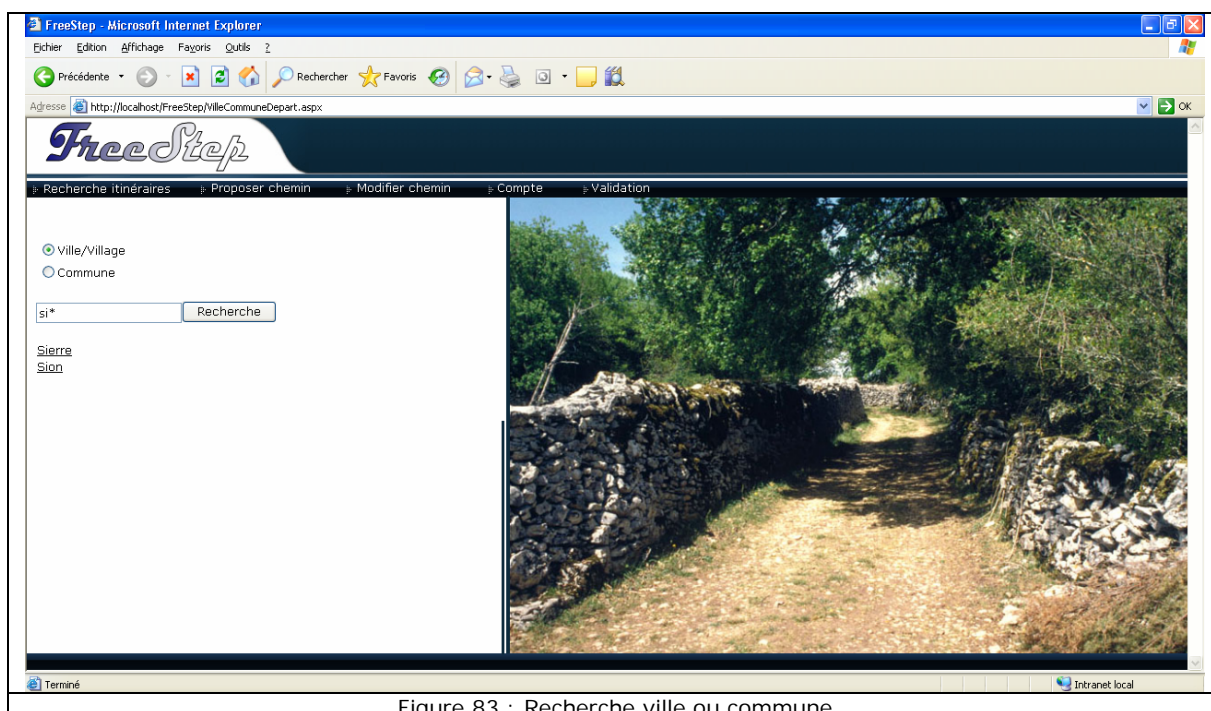 FreeStep - Microsoft Internet Explorer
Fichier Edition Affichage Favoris Outils ?
Précédente Rechercher Favoris
Adresse http://localhost/FreeStep/VilleCommuneDepart.aspx OK
FreeStep
Recherche itinéraires Proposer chemin Modifier chemin Compte Validation
Ville/Village
Commune
si* Recherche
Sierre
Sion
Terminé Intranet local
Figure 83 : Recherche ville ou commune